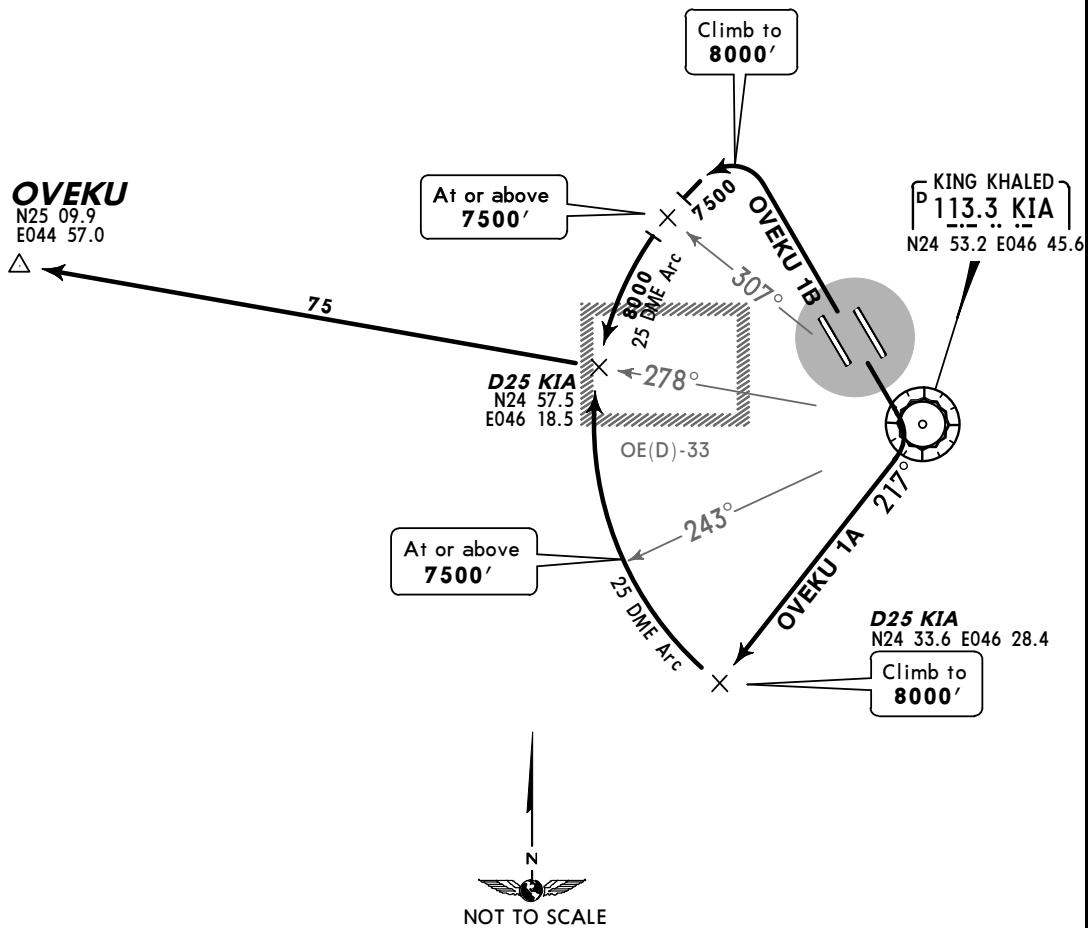 Climb to
8000'
OVEKU
N25 09.9
E044 57.0
At or above
7500'
7500
OVEKU 1B
KING KHALED
D 113.3 KIA
N24 53.2 E046 45.6
307°
8000
25 DME Arc
75
D25 KIA
N24 57.5
E046 18.5
278°
OE(D)-33
243°
217°
At or above
7500'
25 DME Arc
OVEKU 1A
D25 KIA
N24 33.6 E046 28.4
Climb to
8000'
N
NOT TO SCALE